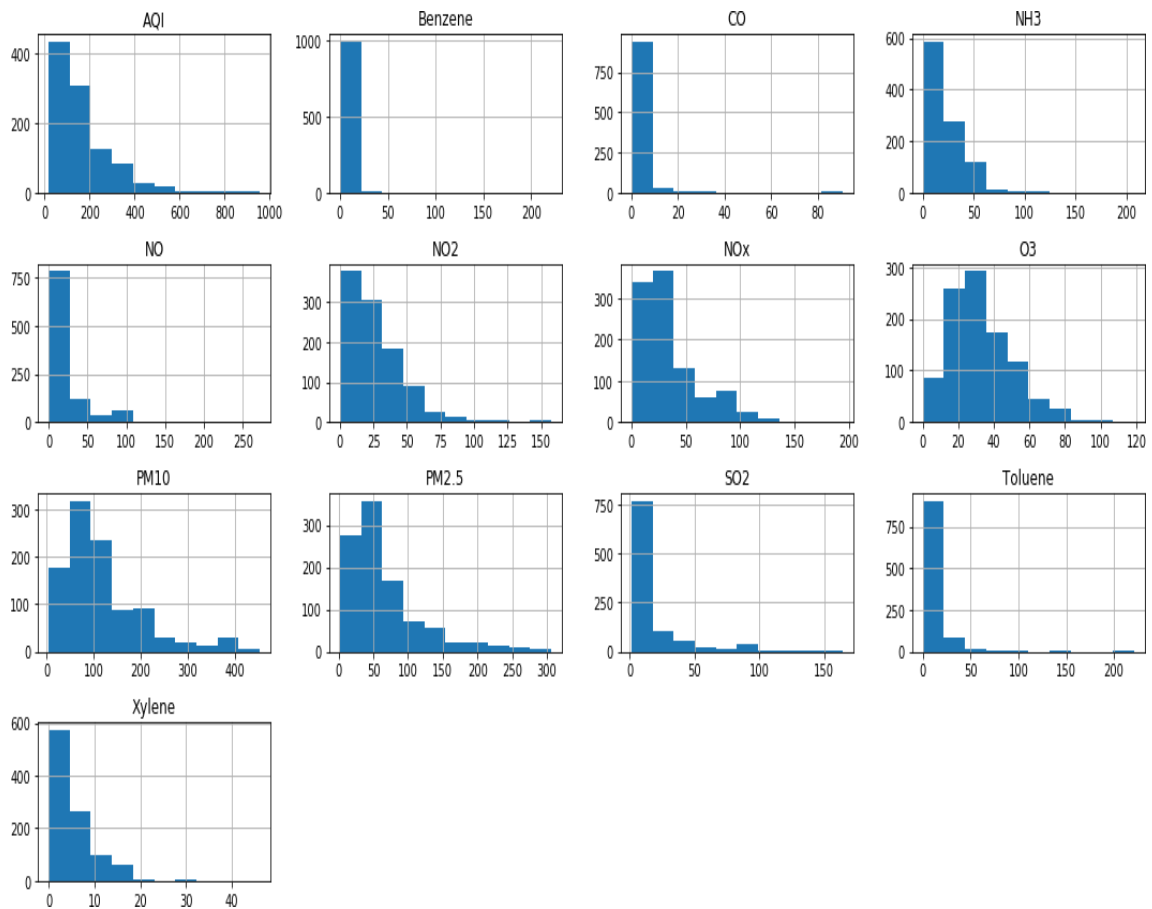 AQI Benzene CO NH3
400 200 0
0 200 400 600 800 1000
1000 500 0
0 50 100 150 200
750 500 250 0
0 20 40 60 80
600 400 200 0
0 50 100 150 200
NO NO2 NOx O3
750 500 250 0
0 50 100 150 200 250
300 200 100 0
0 25 50 75 100 125 150
300 200 100 0
0 50 100 150 200
300 200 100 0
0 20 40 60 80 100 120
PM10 PM2.5 SO2 Toluene
300 200 100 0
0 100 200 300 400
300 200 100 0
0 50 100 150 200 250 300
750 500 250 0
0 50 100 150
750 500 250 0
0 50 100 150 200
Xylene
600 400 200 0
0 10 20 30 40